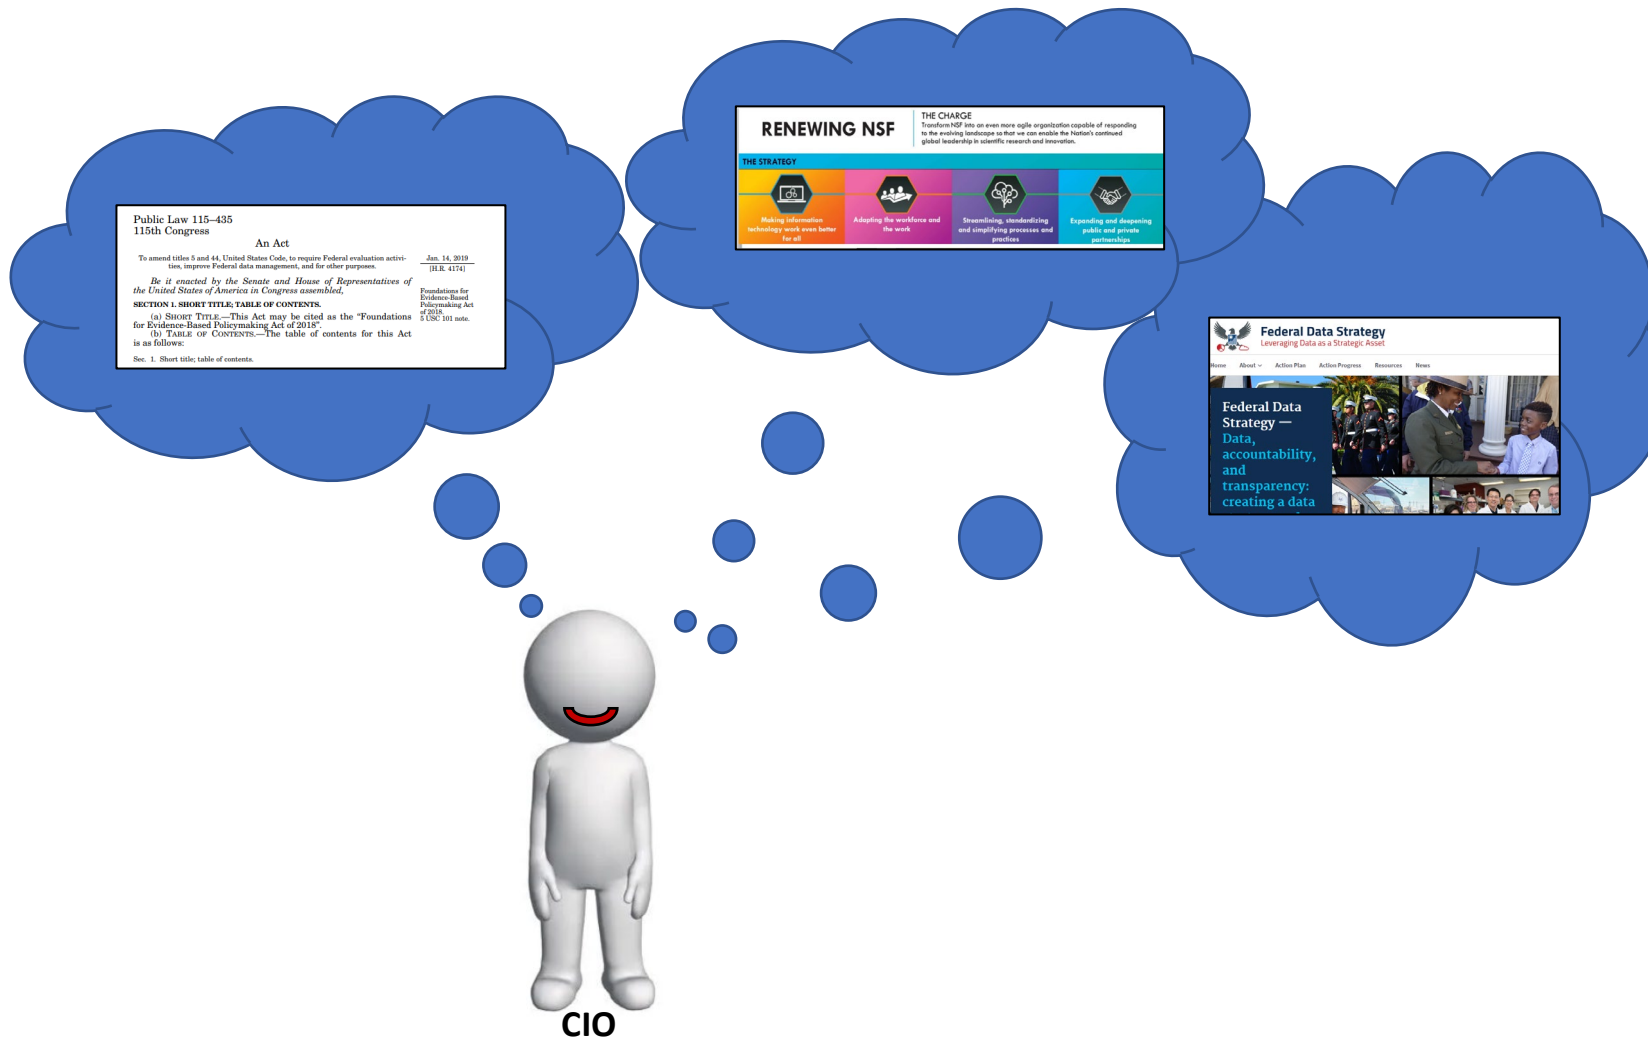 Public Law 115–435
115th Congress
An Act
To amend titles 5 and 44, United States Code, to require Federal evaluation activi-
ties, improve Federal data management, and for other purposes.
Jan. 14, 2019
[H.R. 4174]
Be it enacted by the Senate and House of Representatives of
the United States of America in Congress assembled,
SECTION 1. SHORT TITLE; TABLE OF CONTENTS.
(a) SHORT TITLE.—This Act may be cited as the “Foundations
for Evidence-Based Policymaking Act of 2018”.
(b) TABLE OF CONTENTS.—The table of contents for this Act
is as follows:
Sec. 1. Short title; table of contents.
Foundations for
Evidence-Based
Policymaking Act
of 2018.
5 USC 101 note.
RENEWING NSF
THE CHARGE
Transform NSF into an even more agile organization capable of responding
to the evolving landscape so that we can enable the Nation's continued
global leadership in scientific research and innovation.
THE STRATEGY
Making information
technology work even better
for all
Adapting the workforce and
the work
Streamlining, standardizing
and simplifying processes and
practices
Expanding and deepening
public and private
partnerships
Federal Data Strategy
Leveraging Data as a Strategic Asset
Home About Action Plan Action Progress Resources News
Federal Data
Strategy —
Data,
accountability,
and
transparency:
creating a data
CIO